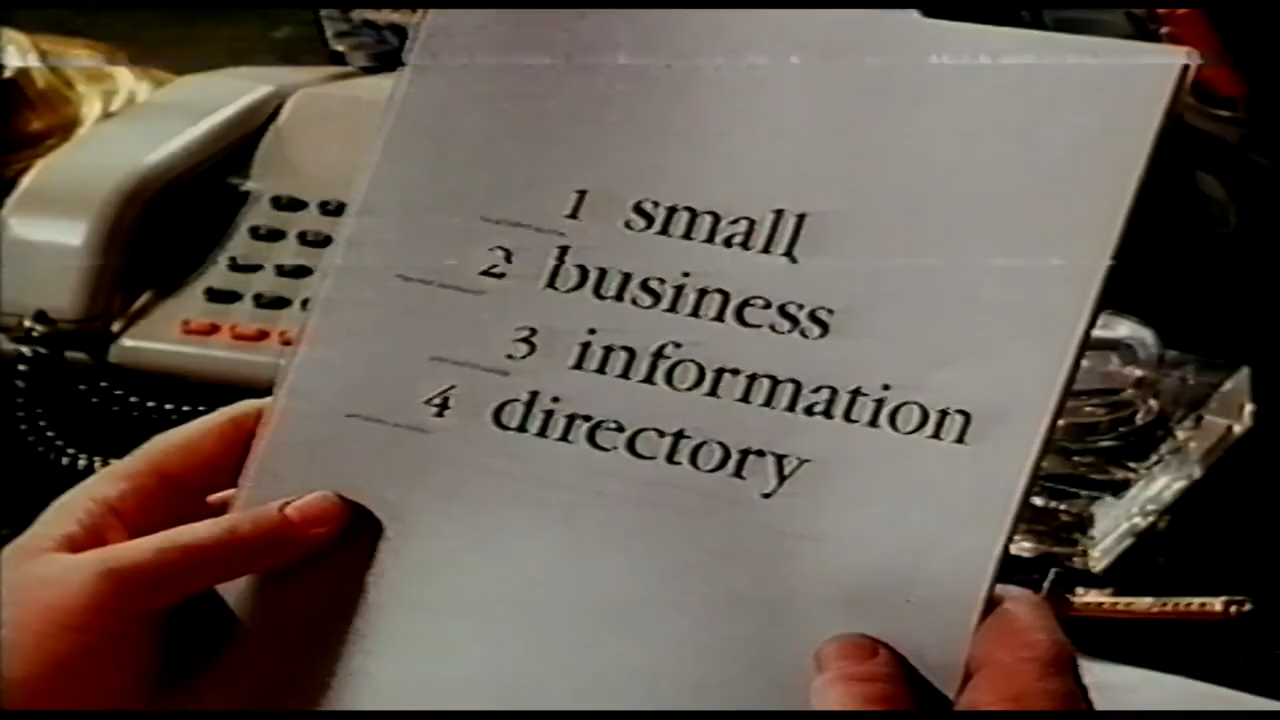 1 small
2 business
3 information
4 directory